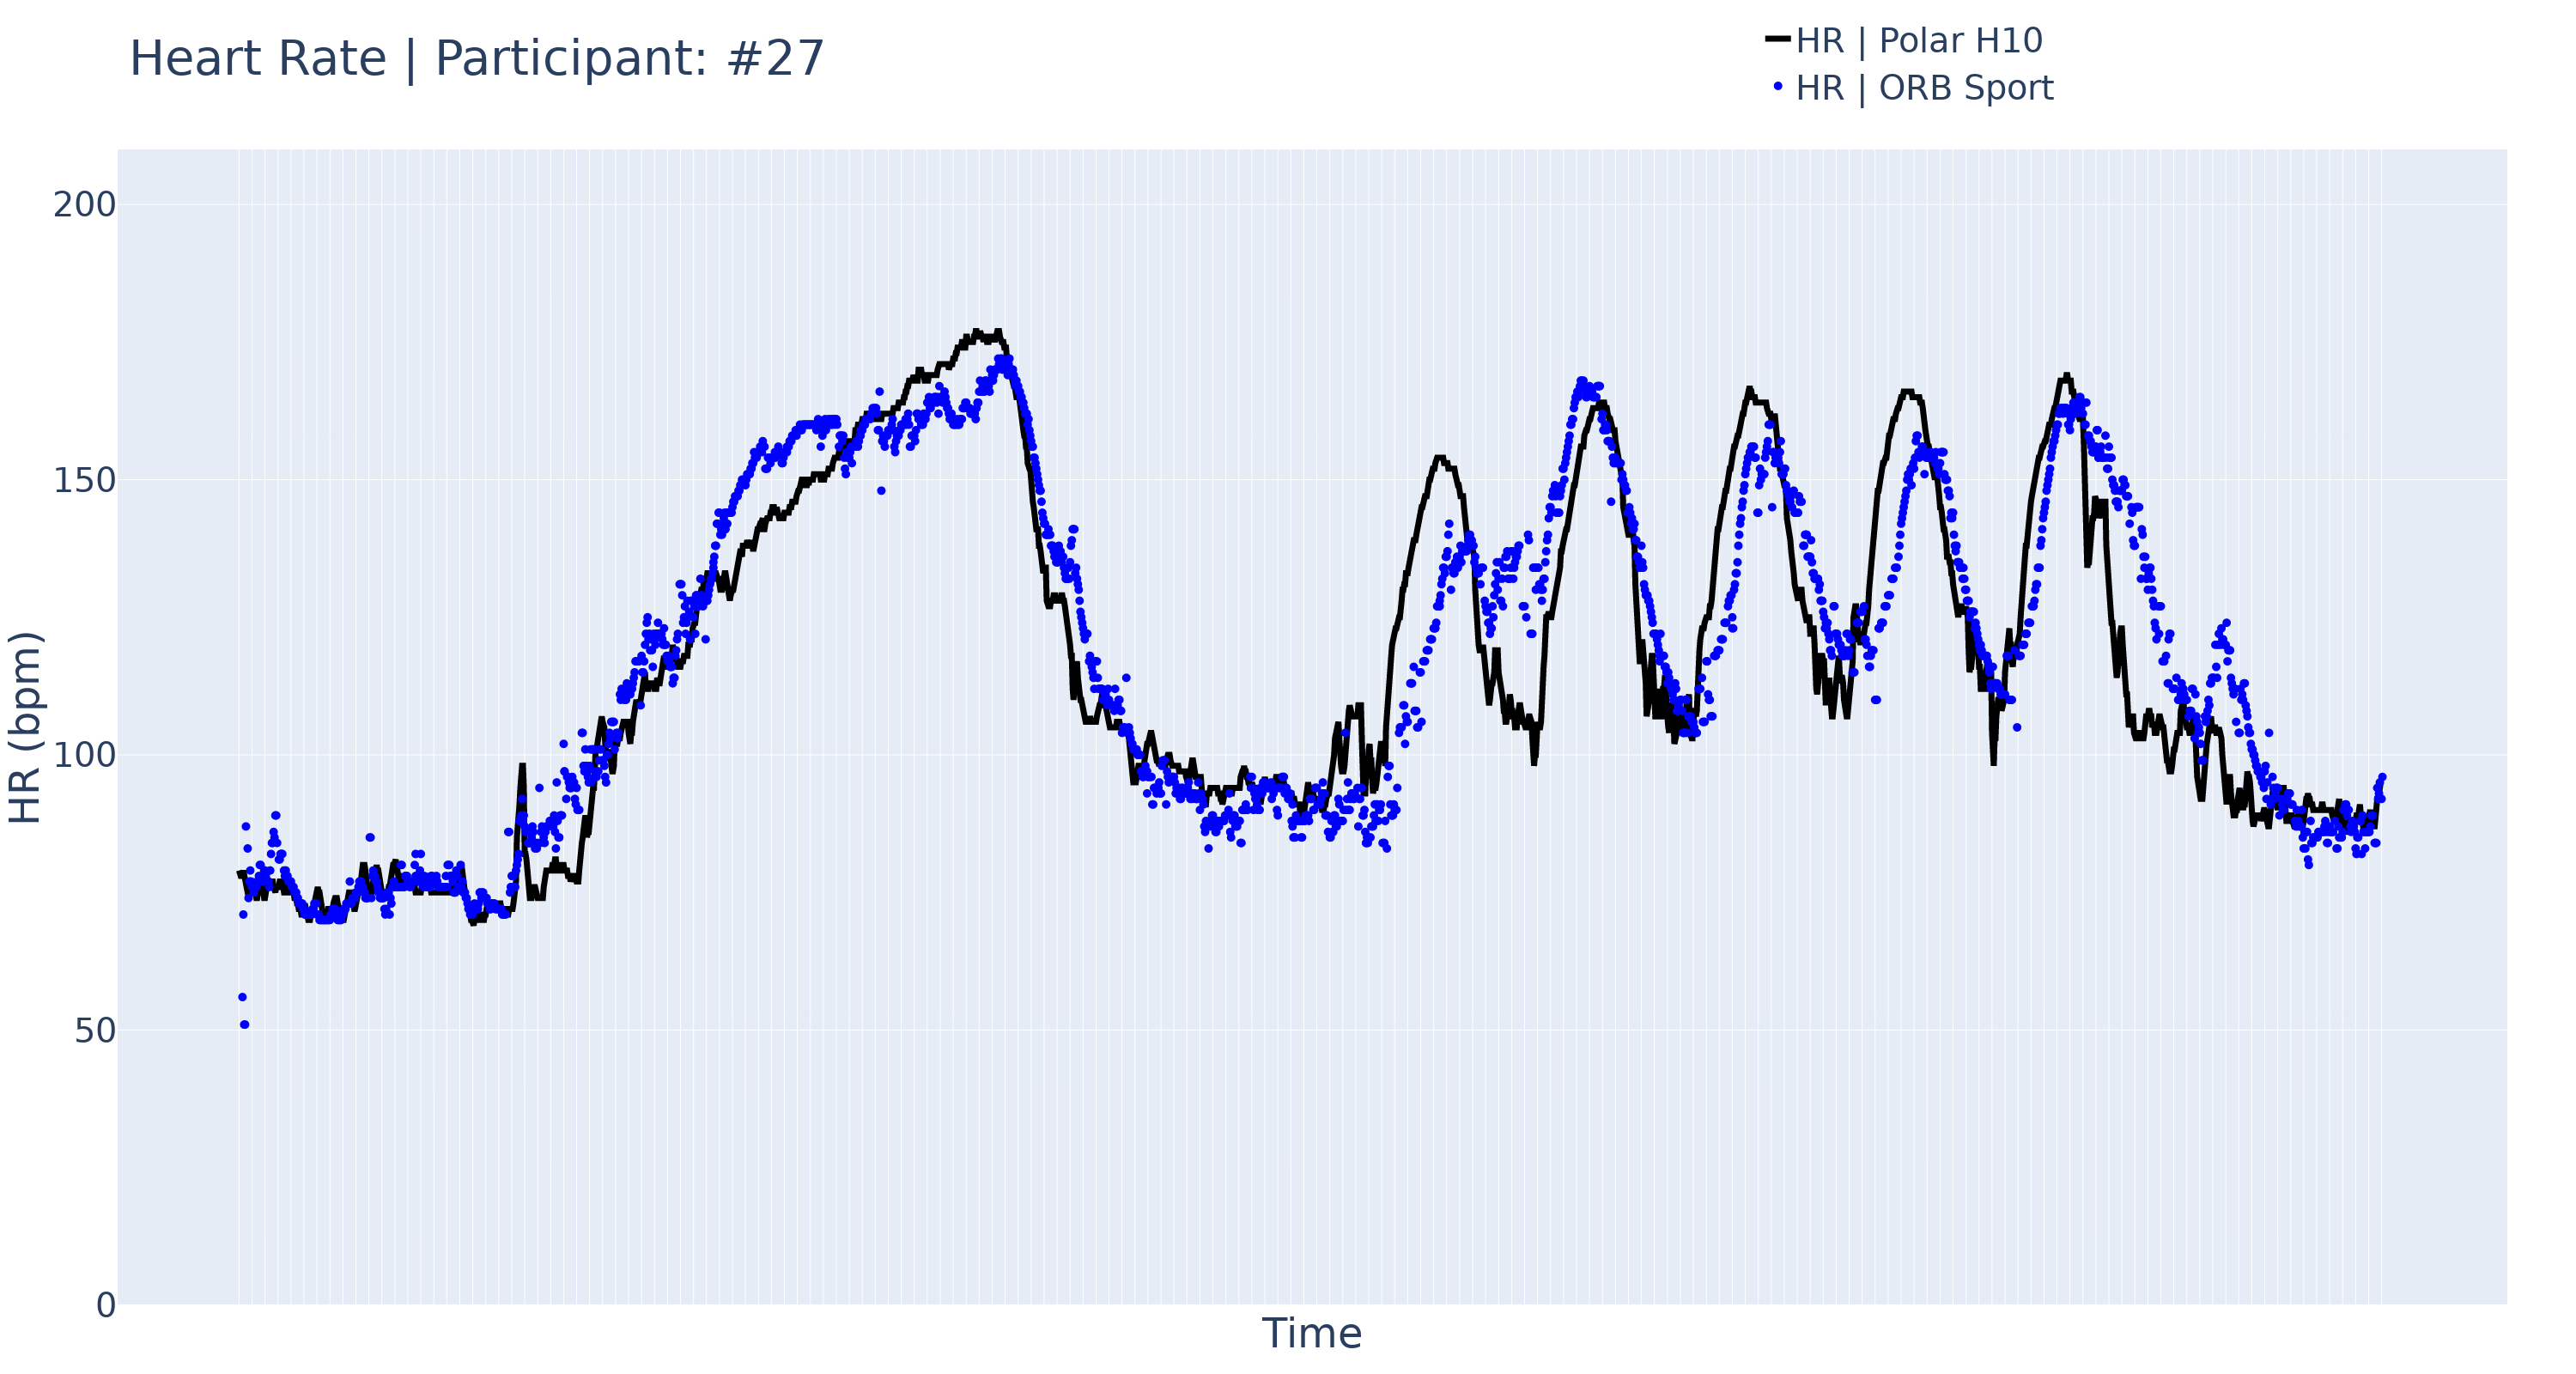 Heart Rate | Participant: #27
HR | Polar H10
HR | ORB Sport
200
150
100
50
0
HR (bpm)
Time